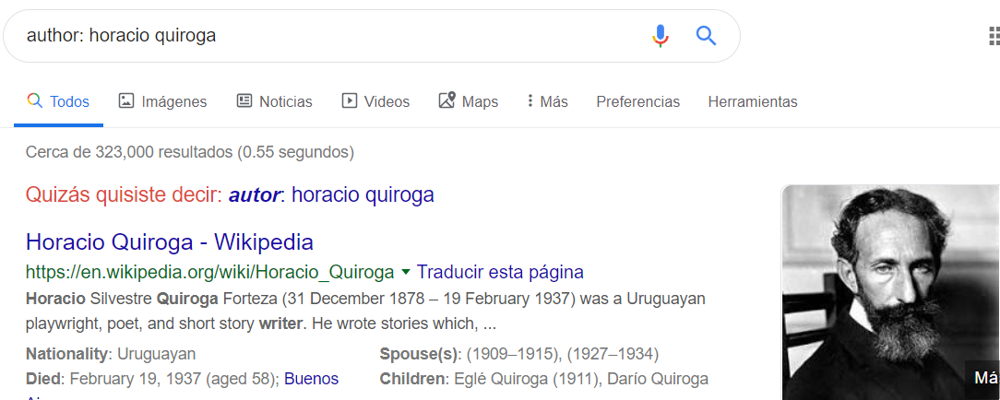 author: horacio quiroga
Todos Imágenes Noticias Videos Maps Más Preferencias Herramientas
Cerca de 323,000 resultados (0.55 segundos)
Quizás quisiste decir: autor: horacio quiroga
Horacio Quiroga - Wikipedia
https://en.wikipedia.org/wiki/Horacio_Quiroga Traducir esta página
Horacio Silvestre Quiroga Forteza (31 December 1878 – 19 February 1937) was a Uruguayan
playwright, poet, and short story writer. He wrote stories which, ...
Nationality: Uruguayan Spouse(s): (1909–1915), (1927–1934)
Died: February 19, 1937 (aged 58); Buenos Children: Eglé Quiroga (1911), Darío Quiroga
Má